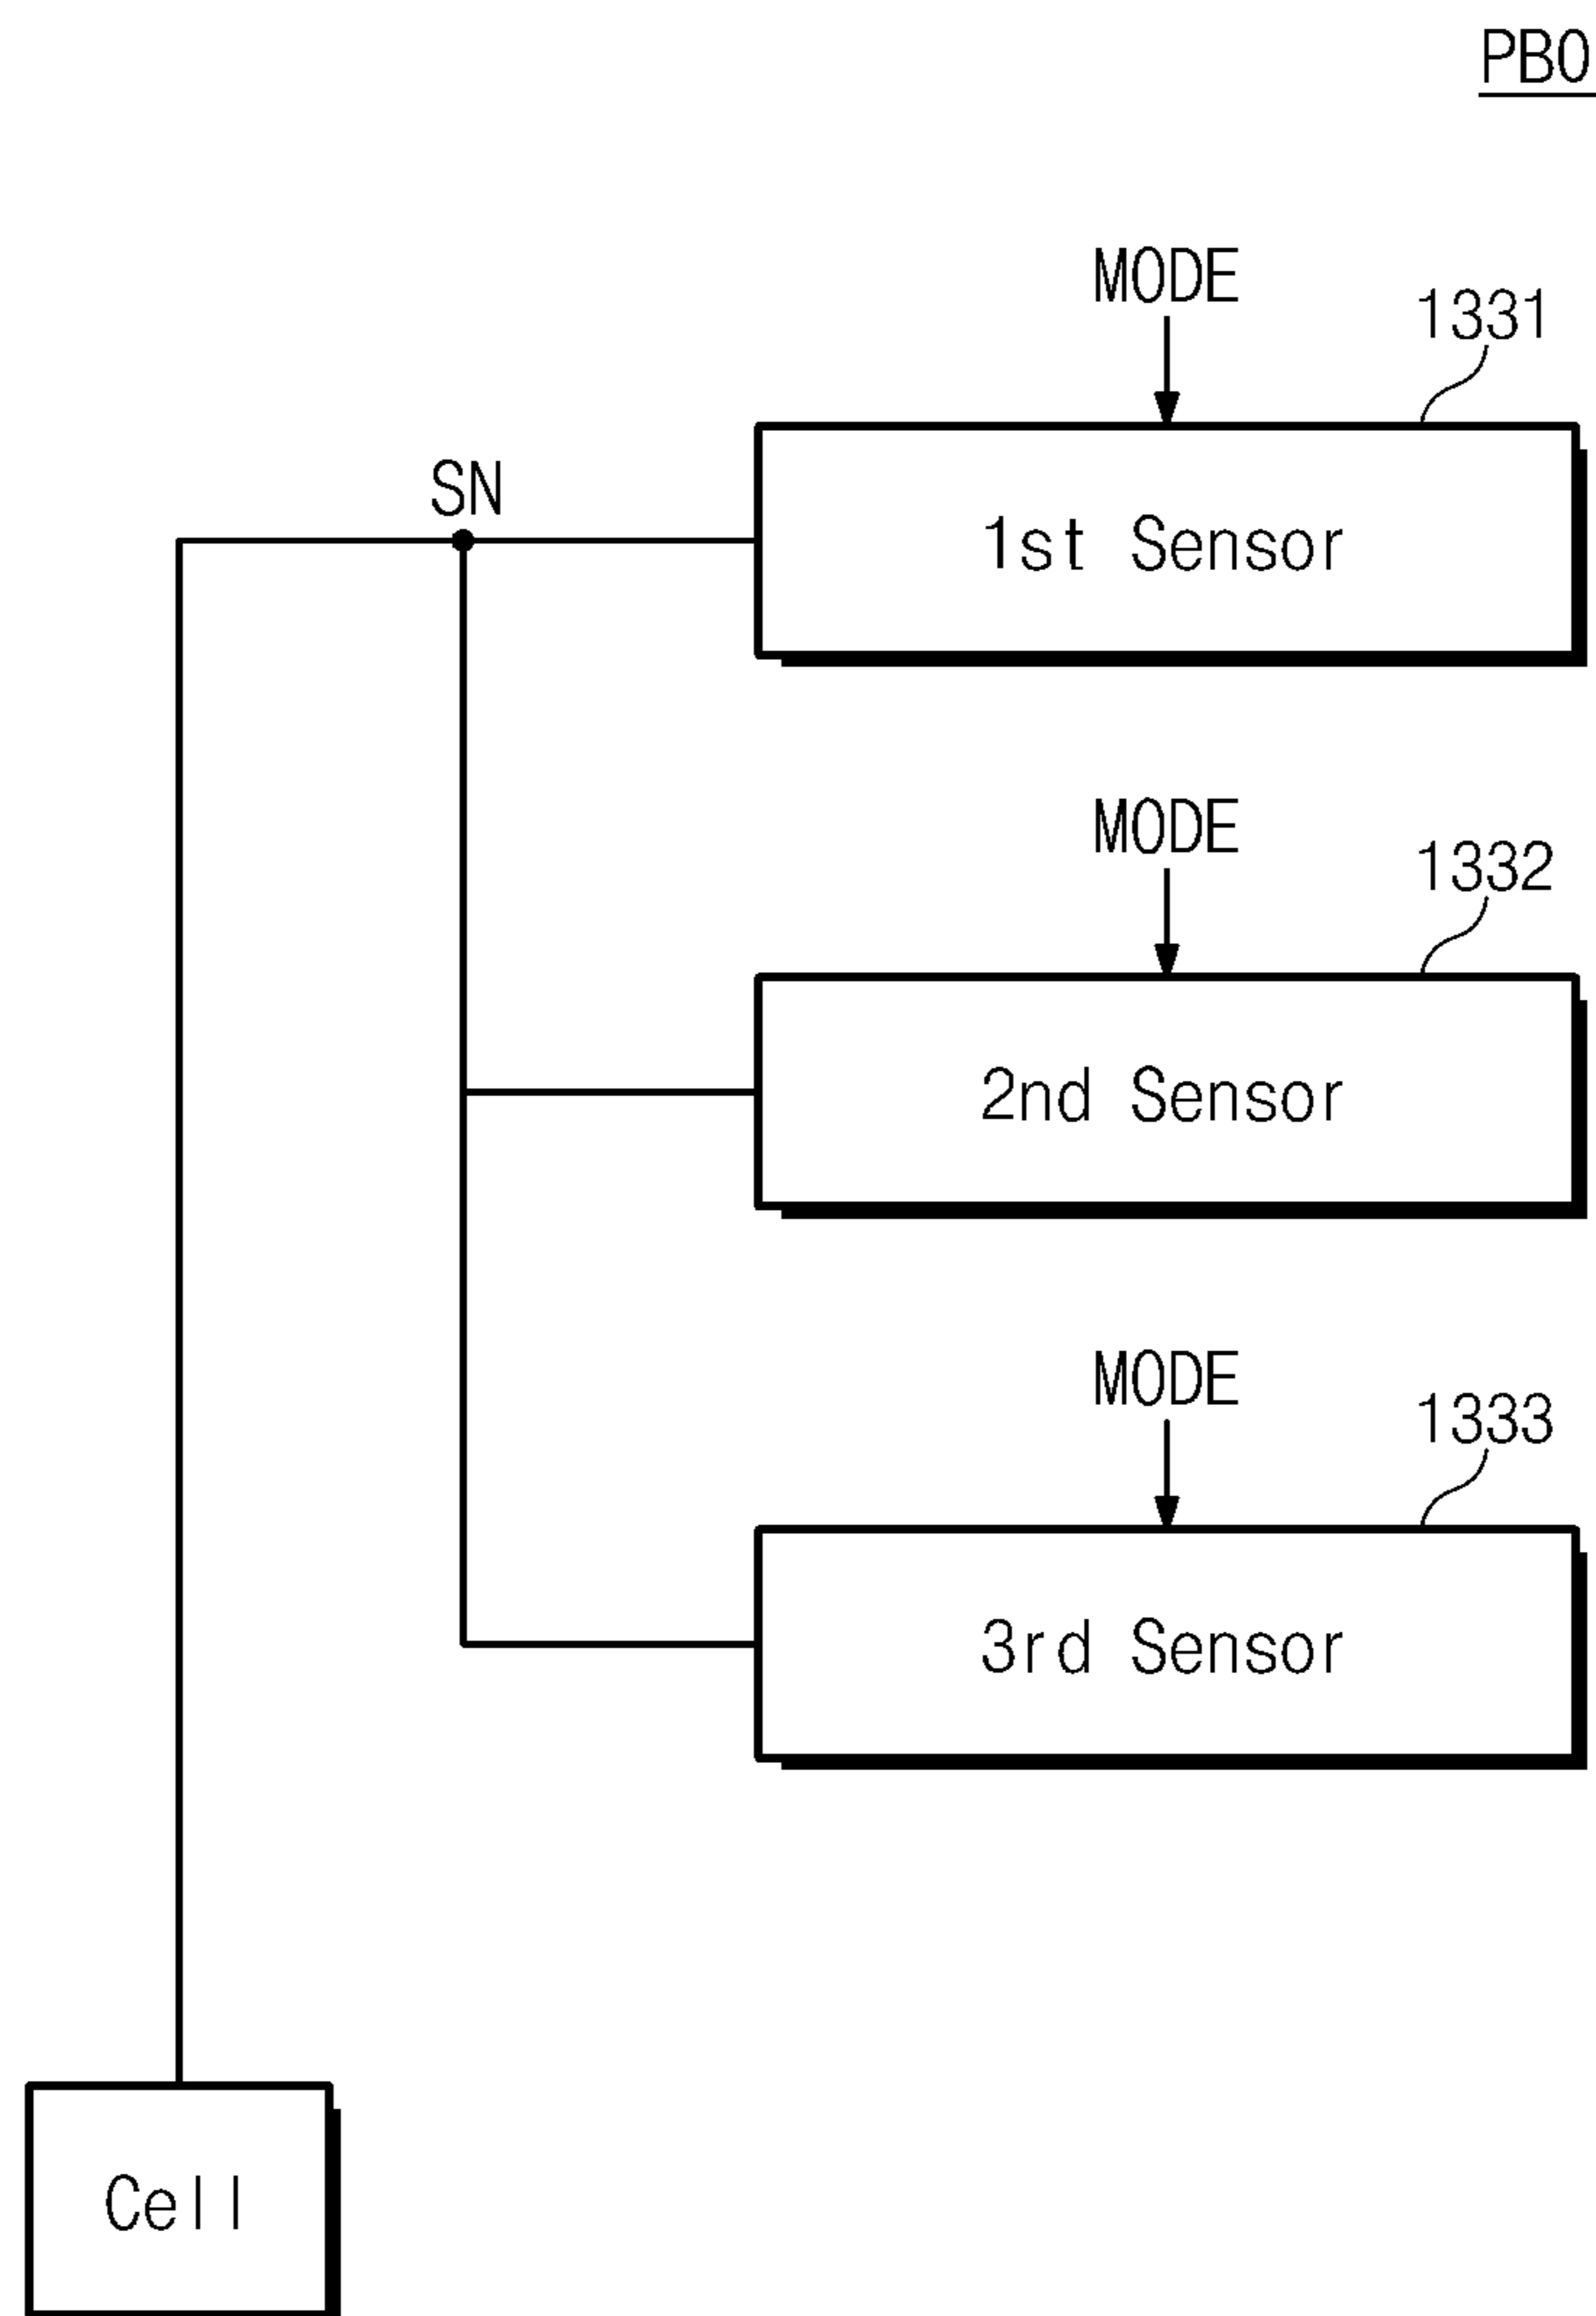 PB0
MODE
1331
SN
1st Sensor
MODE
1332
2nd Sensor
MODE
1333
3rd Sensor
Cell